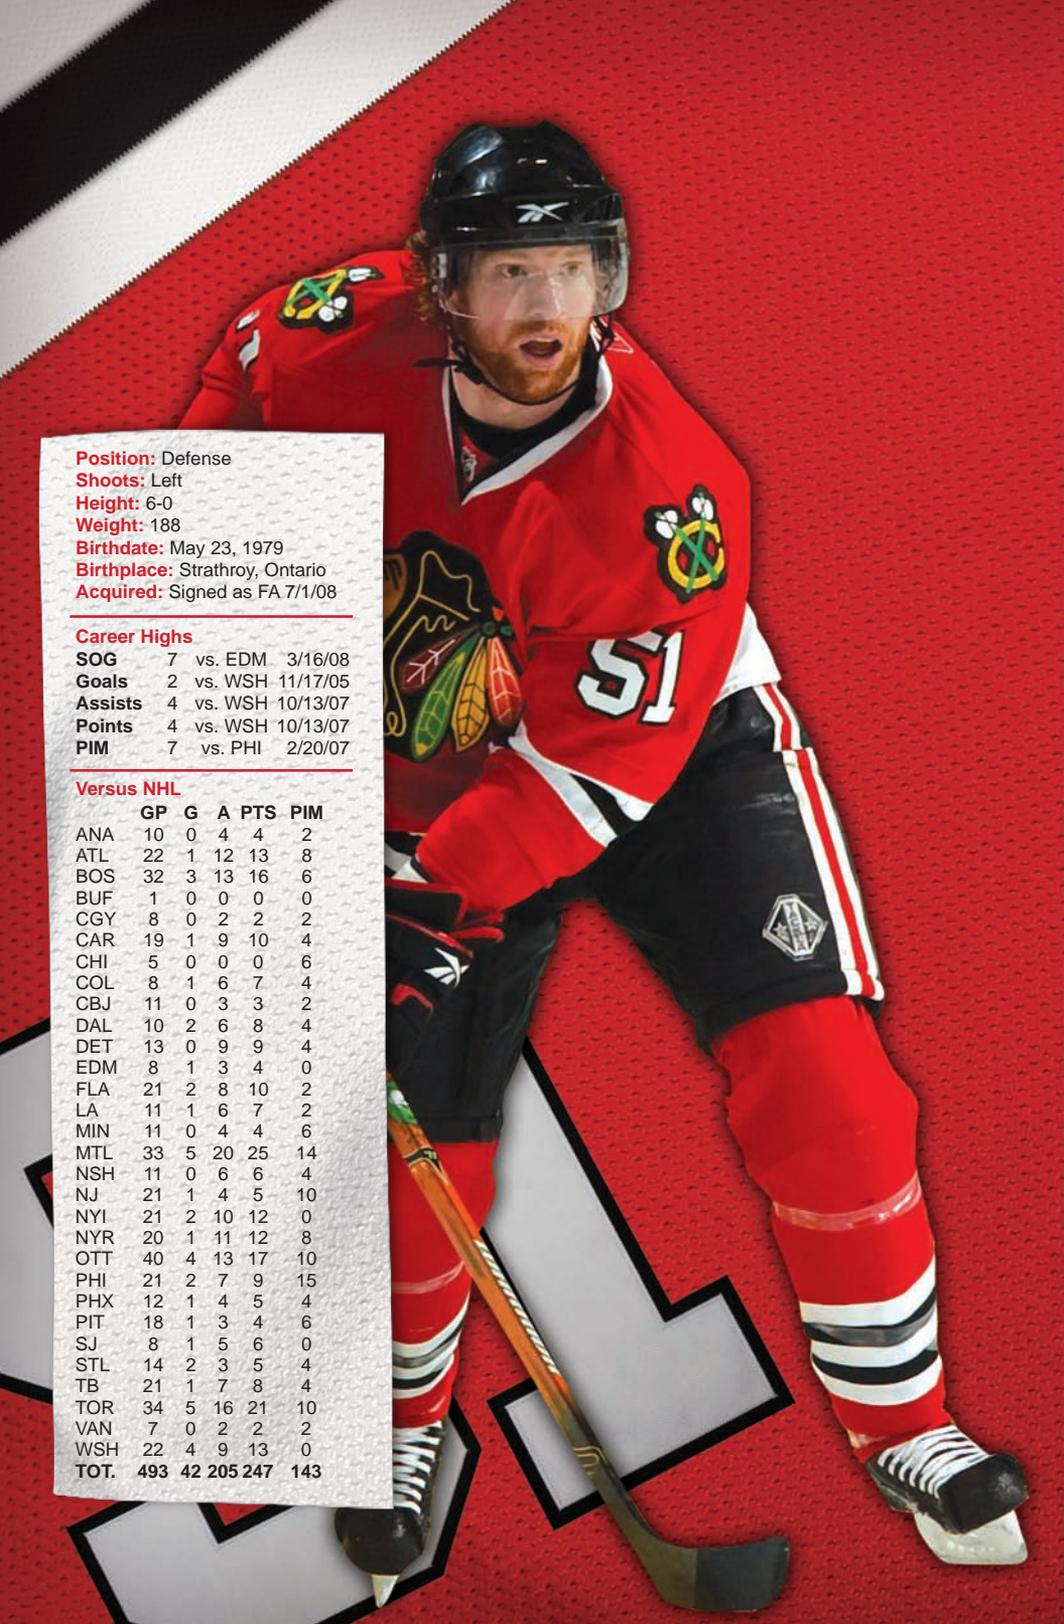 Position: Defense
Shoots: Left
Height: 6-0
Weight: 188
Birthdate: May 23, 1979
Birthplace: Strathroy, Ontario
Acquired: Signed as FA 7/1/08
Career Highs
SOG 7 vs. EDM 3/16/08
Goals 2 vs. WSH 11/17/05
Assists 4 vs. WSH 10/13/07
Points 4 vs. WSH 10/13/07
PIM 7 vs. PHI 2/20/07
Versus NHL
GP G A PTS PIM
ANA 10 0 4 4 2
ATL 22 1 12 13 8
BOS 32 3 13 16 6
BUF 1 0 0 0 0
CGY 8 0 2 2 2
CAR 19 1 9 10 4
CHI 5 0 0 0 6
COL 8 1 6 7 4
CBJ 11 0 3 3 2
DAL 10 2 6 8 4
DET 13 0 9 9 4
EDM 8 1 3 4 0
FLA 21 2 8 10 2
LA 11 1 6 7 2
MIN 11 0 4 4 6
MTL 33 5 20 25 14
NSH 11 0 6 6 4
NJ 21 1 4 5 10
NYI 21 2 10 12 0
NYR 20 1 11 12 8
OTT 40 4 13 17 10
PHI 21 2 7 9 15
PHX 12 1 4 5 4
PIT 18 1 3 4 6
SJ 8 1 5 6 0
STL 14 2 3 5 4
TB 21 1 7 8 4
TOR 34 5 16 21 10
VAN 7 0 2 2 2
WSH 22 4 9 13 0
TOT. 493 42 205 247 143
51
51